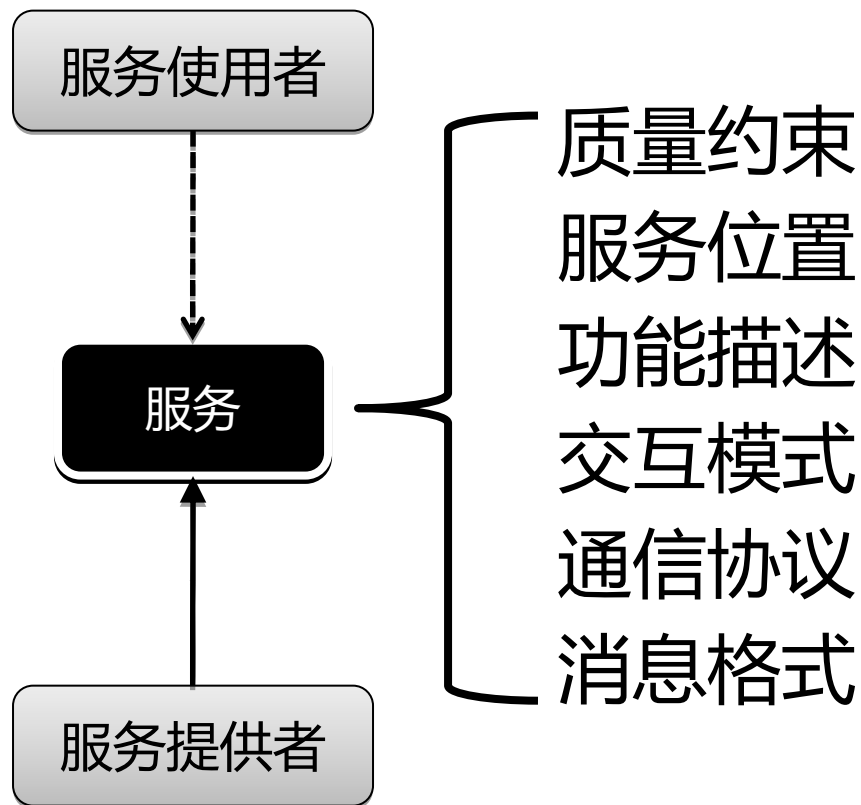 服务使用者
服务
服务提供者
质量约束
服务位置
功能描述
交互模式
通信协议
消息格式